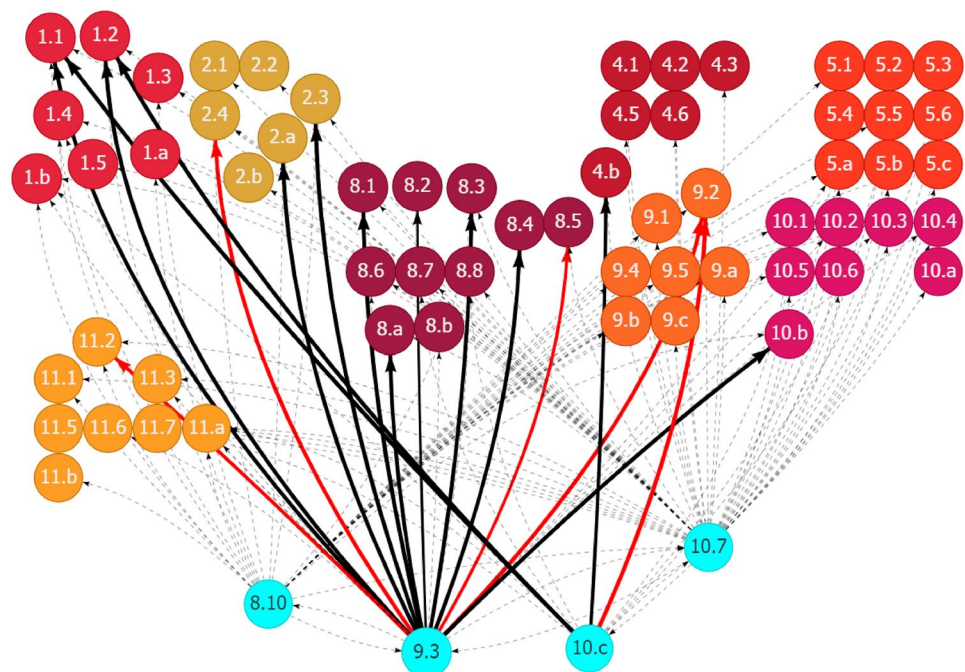 1.1 1.2
1.3
1.4
1.5 1.a
1.b
2.1 2.2
2.3
2.4
2.a
2.b
4.1 4.2 4.3
4.5 4.6
4.b
5.1 5.2 5.3
5.4 5.5 5.6
5.a 5.b 5.c
8.1 8.2 8.3
8.4 8.5
8.6 8.7 8.8
8.a 8.b
9.2
9.1
9.4 9.5 9.a
9.b 9.c
10.1 10.2 10.3 10.4
10.5 10.6 10.a
10.b
11.2
11.1 11.3
11.5 11.6 11.7 11.a
11.b
8.10
9.3
10.c
10.7